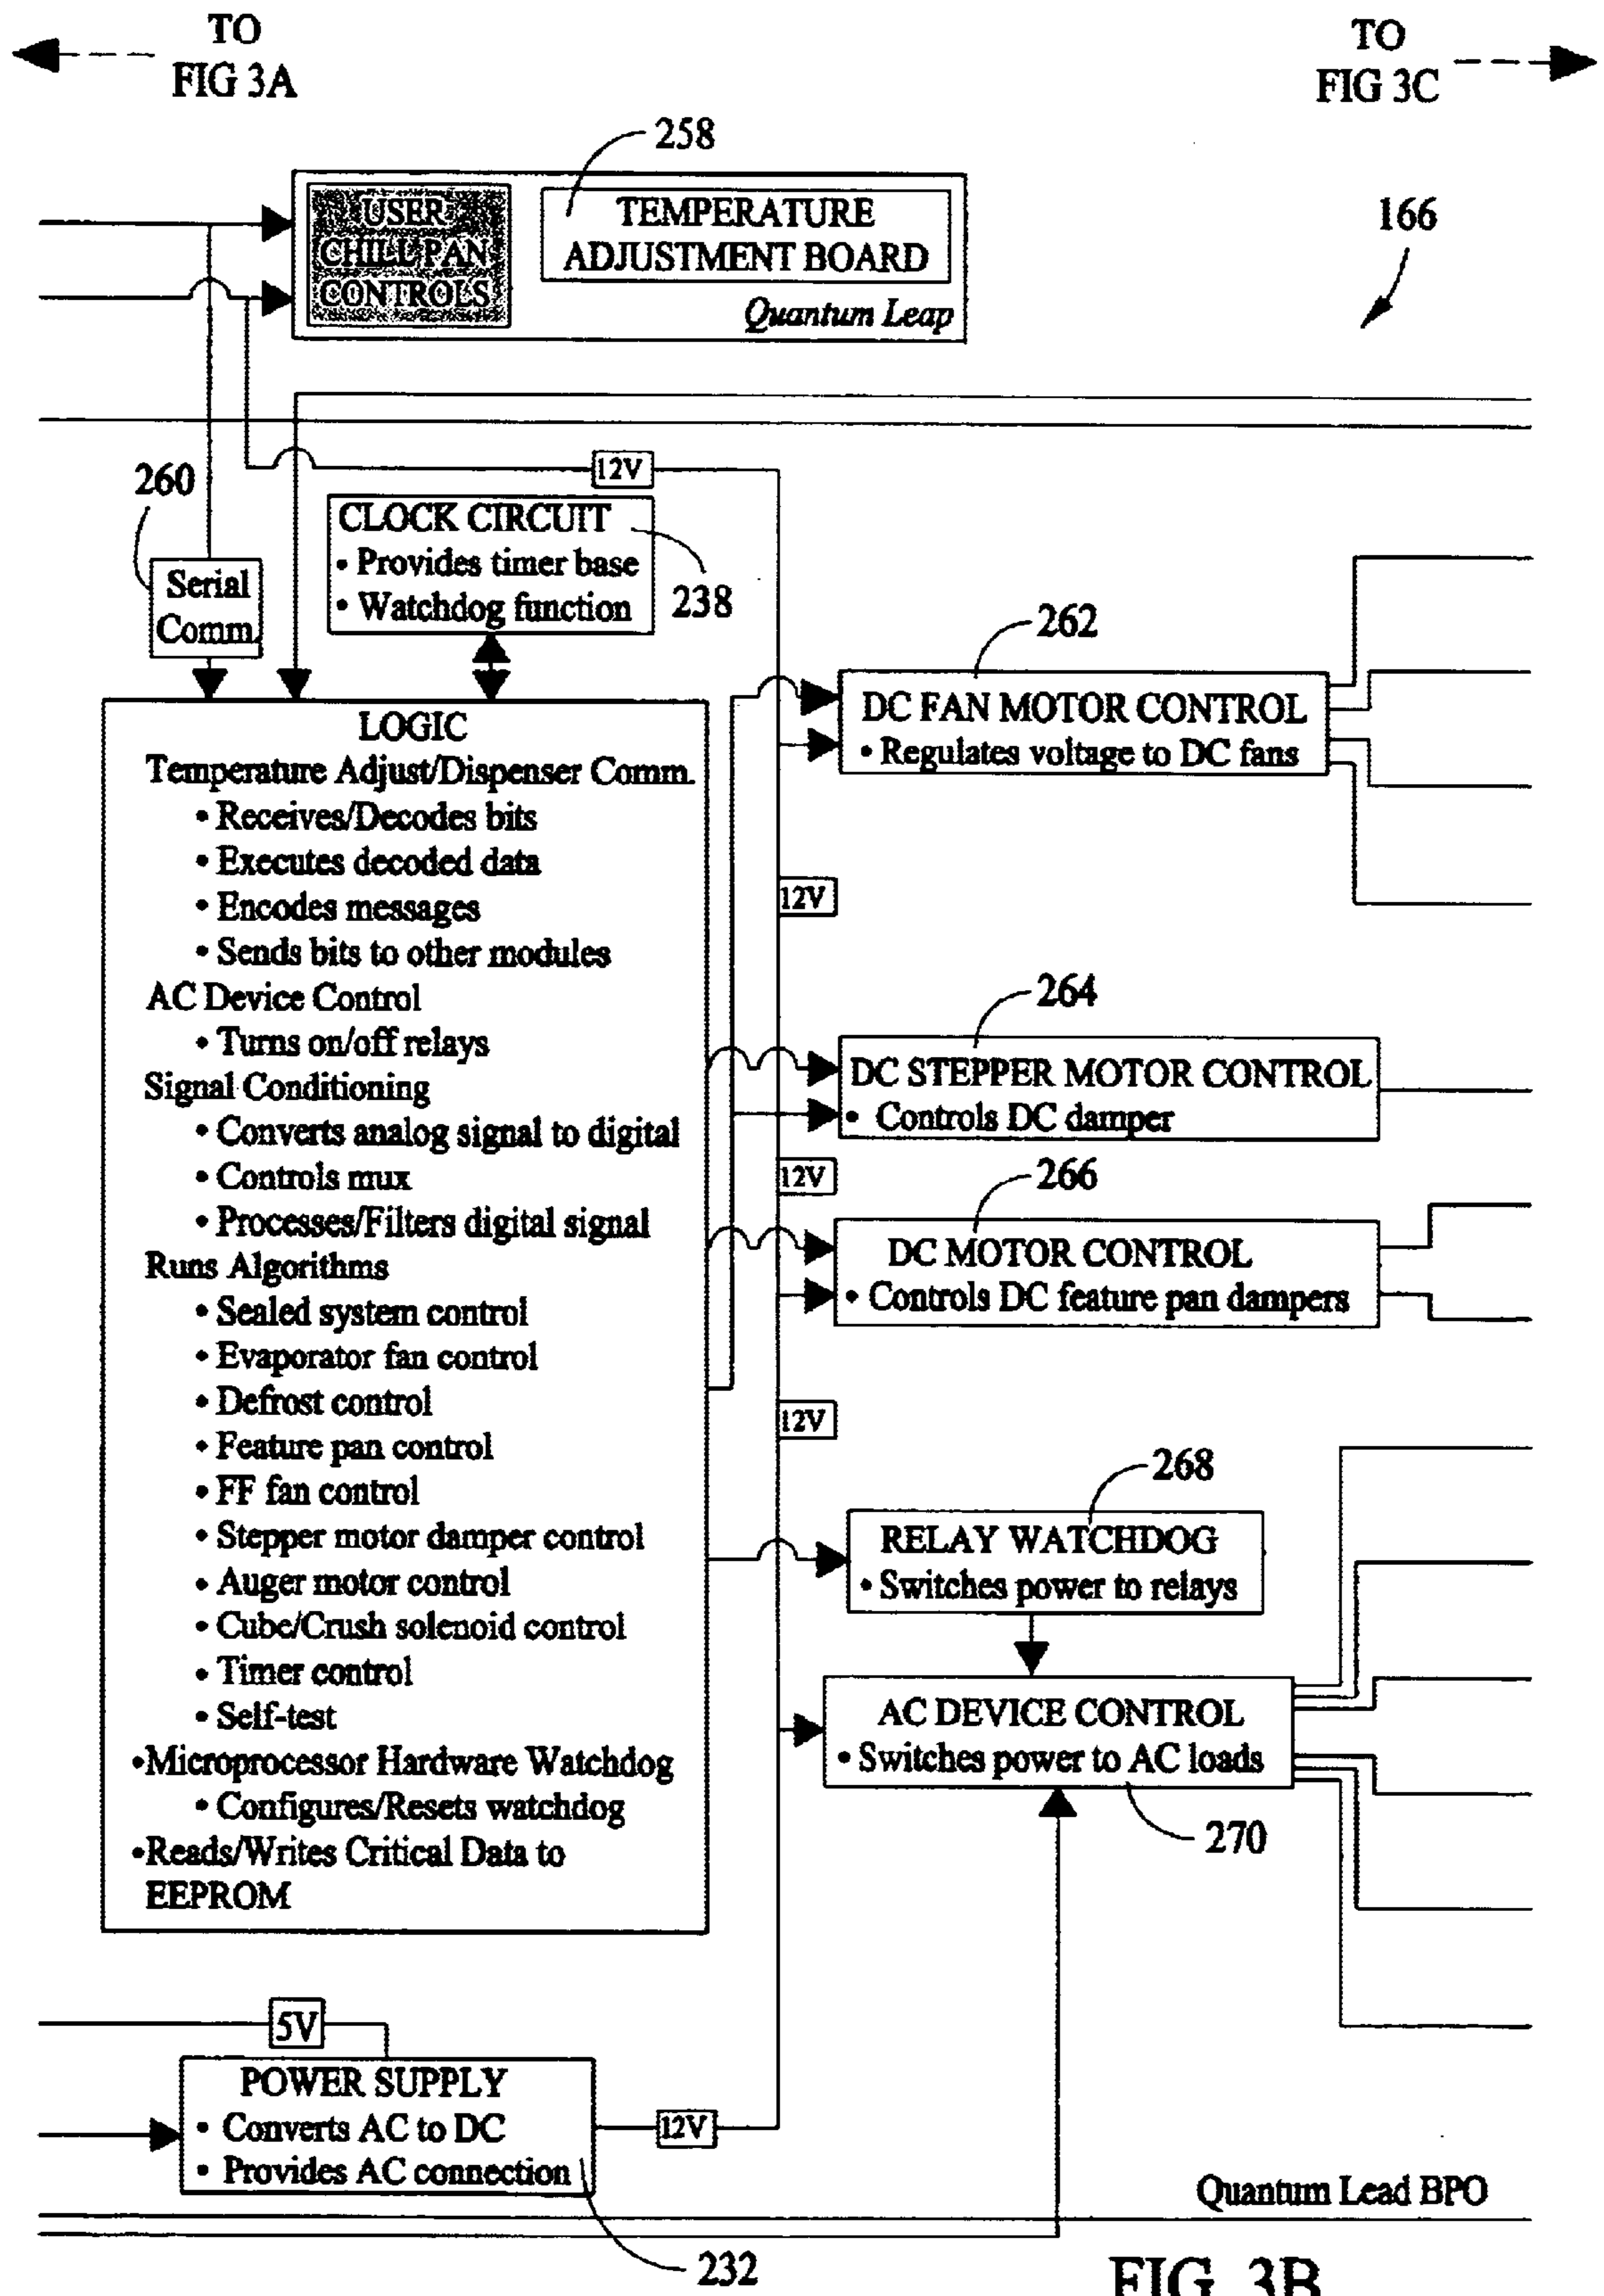 TO
FIG 3A
TO
FIG 3C
258
USER
CHILL PAN
CONTROLS
TEMPERATURE
ADJUSTMENT BOARD
Quantum Leap
166
260
12V
CLOCK CIRCUIT
• Provides timer base
• Watchdog function
238
Serial
Comm.
262
DC FAN MOTOR CONTROL
• Regulates voltage to DC fans
LOGIC
Temperature Adjust/Dispenser Comm.
• Receives/Decodes bits
• Executes decoded data
• Encodes messages
• Sends bits to other modules
AC Device Control
• Turns on/off relays
Signal Conditioning
• Converts analog signal to digital
• Controls mux
• Processes/Filters digital signal
Runs Algorithms
• Sealed system control
• Evaporator fan control
• Defrost control
• Feature pan control
• FF fan control
• Stepper motor damper control
• Auger motor control
• Cube/Crush solenoid control
• Timer control
• Self-test
•Microprocessor Hardware Watchdog
• Configures/Resets watchdog
•Reads/Writes Critical Data to
EEPROM
12V
264
DC STEPPER MOTOR CONTROL
• Controls DC damper
12V
266
DC MOTOR CONTROL
• Controls DC feature pan dampers
12V
268
RELAY WATCHDOG
• Switches power to relays
AC DEVICE CONTROL
• Switches power to AC loads
270
5V
POWER SUPPLY
• Converts AC to DC
• Provides AC connection
12V
232
Quantum Lead BPO
FIG. 3B